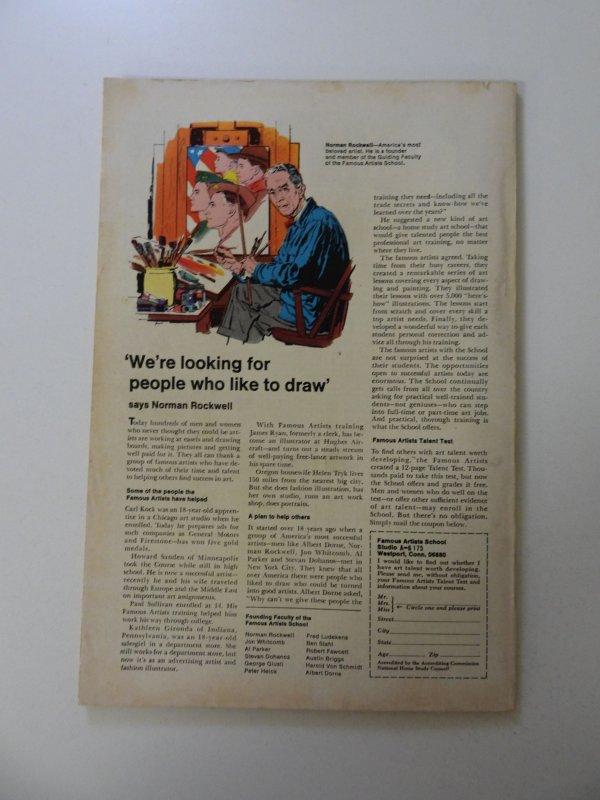 Norman Rockwell—America's most
beloved artist. He is a founder
and member of the Guiding Faculty
of the Famous Artists School.
'We're looking for
people who like to draw'
says Norman Rockwell
Today hundreds of men and women
who never thought they could be art-
ists are working at easels and drawing
boards, making pictures and getting
well paid for it. They all can thank a
group of famous artists who have de-
voted much of their time and talent
to helping others find success in art.
Some of the people the
Famous Artists have helped
Carl Kock was an 18-year-old appren-
tice in a Chicago art studio when he
enrolled. Today he prepares ads for
such companies as General Motors
and Firestone—has won five gold
medals.
Howard Sanden of Minneapolis
took the Course while still in high
school. He is now a successful artist—
recently he and his wife traveled
through Europe and the Middle East
on important art assignments.
Paul Sullivan enrolled at 14. His
Famous Artists training helped him
work his way through college.
Kathleen Gironda of Indiana,
Pennsylvania, was an 18-year-old
salesgirl in a department store. She
still works for a department store, but
now it's as an advertising artist and
fashion illustrator.
With Famous Artists training
James Ryan, formerly a clerk, has be-
come an illustrator at Hughes Air-
craft—and turns out a steady stream
of well-paying free-lance artwork in
his spare time.
Oregon housewife Helen Tryk lives
150 miles from the nearest big city.
But she does fashion illustration, has
her own studio, runs an art work
shop, does portraits.
A plan to help others
It started over 18 years ago when a
group of America's most successful
artists—men like Albert Dorne, Nor-
man Rockwell, Jon Whitcomb, Al
Parker and Stevan Dohanos—met in
New York City. They knew that all
over America there were people who
liked to draw who could be turned
into good artists. Albert Dorne asked,
"Why can't we give these people the
Founding Faculty of the
Famous Artists School
Norman Rockwell
Jon Whitcomb
Al Parker
Stevan Dohanos
George Giusti
Peter Helck
Fred Ludekens
Ben Stahl
Robert Fawcett
Austin Briggs
Harold Von Schmidt
Albert Dorne
training they need—including all the
trade secrets and know-how we've
learned over the years?"
He suggested a new kind of art
school—a home study art school—that
would give talented people the best
professional art training, no matter
where they live.
The famous artists agreed. Taking
time from their busy careers, they
created a remarkable series of art
lessons covering every aspect of draw-
ing and painting. They illustrated
their lessons with over 5,000 "here's-
how" illustrations. The lessons start
from scratch and cover every skill a
top artist needs. Finally, they de-
veloped a wonderful way to give each
student personal correction and ad-
vice all through his training.
The famous artists with the School
are not surprised at the success of
their students. The opportunities
open to successful artists today are
enormous. The School continually
gets calls from all over the country
asking for practical well-trained stu-
dents—not geniuses—who can step
into full-time or part-time art jobs.
And practical, thorough training is
what the School offers.
Famous Artists Talent Test
To find others with art talent worth
developing, the Famous Artists
created a 12-page Talent Test. Thou-
sands paid to take this test, but now
the School offers and grades it free.
Men and women who do well on the
test—or offer other sufficient evidence
of art talent—may enroll in the
School. But there's no obligation.
Simply mail the coupon below.
Famous Artists School
Westport, Conn. 06880
I would like to find out whether I
have art talent worth developing.
Please send me, without obligation,
your Famous Artists Talent Test and
information about your courses.
Mr.
Mrs.
Miss
← Circle one and please print
Street
City
State
Age Zip
Accredited by the Accrediting Commission
National Home Study Council